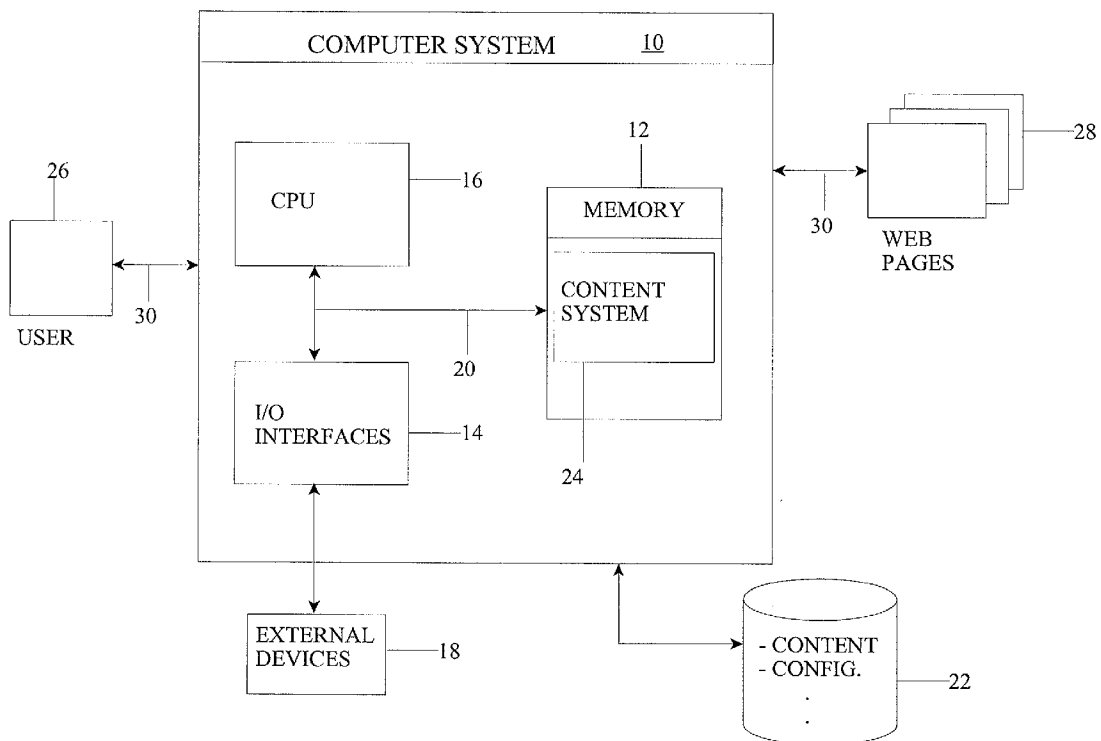 COMPUTER SYSTEM 10
12
28
26
CPU
16
MEMORY
30
WEB
PAGES
CONTENT
SYSTEM
30
USER
20
I/O
INTERFACES
14
24
EXTERNAL
DEVICES
18
- CONTENT
- CONFIG.
.
.
22